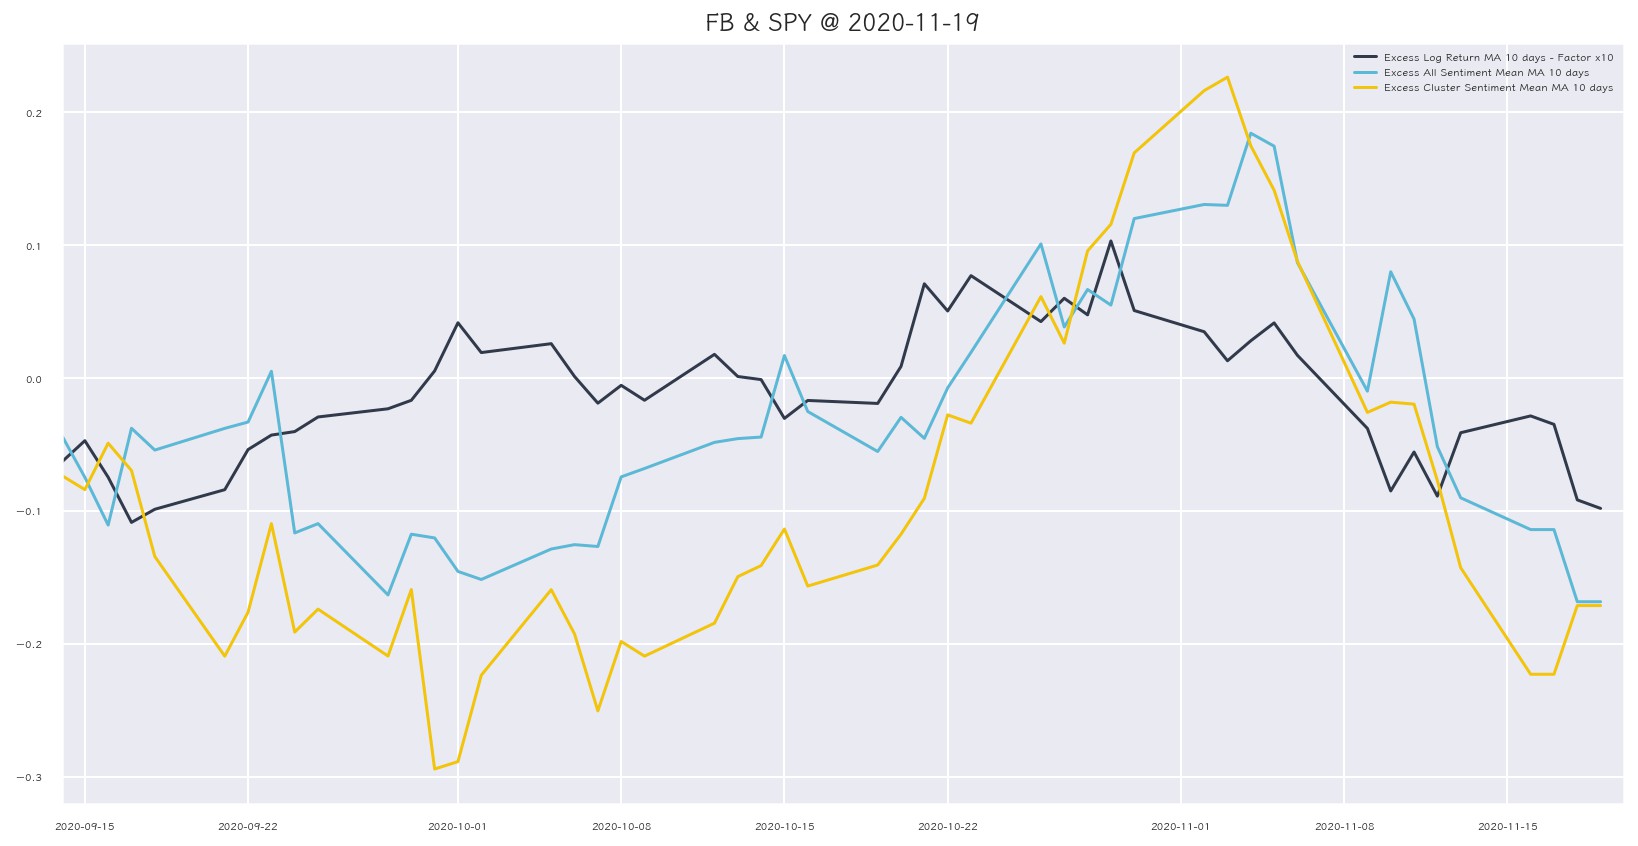 FB & SPY @ 2020-11-19
Excess Log Return MA 10 days - Factor x10
Excess All Sentiment Mean MA 10 days
Excess Cluster Sentiment Mean MA 10 days
0.2
0.1
0.0
−0.1
−0.2
−0.3
2020-09-15 2020-09-22 2020-10-01 2020-10-08 2020-10-15 2020-10-22 2020-11-01 2020-11-08 2020-11-15